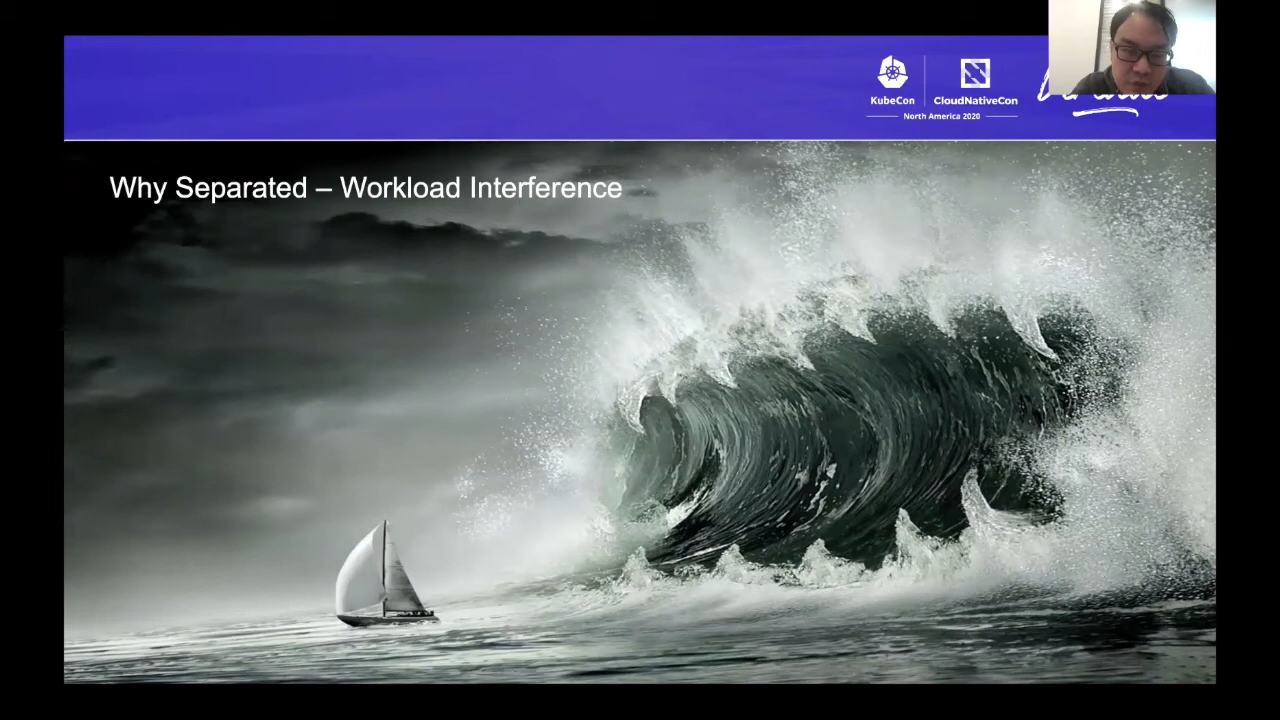 KubeCon
CloudNativeCon
North America 2020
Why Separated – Workload Interference